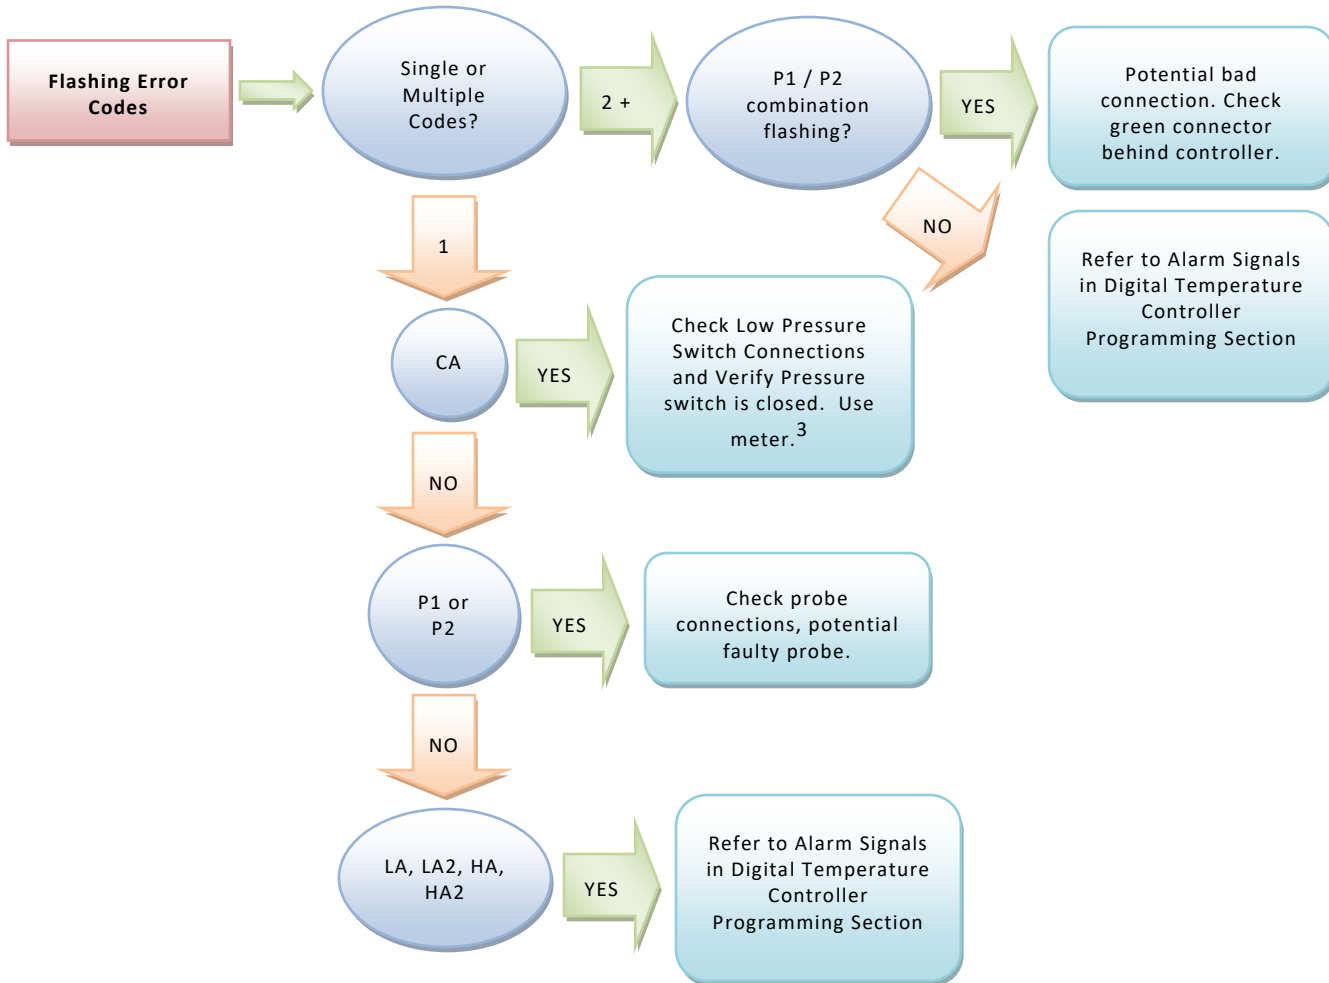 Flashing Error
Codes
Single or
Multiple
Codes?
2 +
P1 / P2
combination
flashing?
YES
Potential bad
connection. Check
green connector
behind controller.
NO
Refer to Alarm Signals
in Digital Temperature
Controller
Programming Section
1
CA
YES
Check Low Pressure
Switch Connections
and Verify Pressure
switch is closed.  Use
meter.3
NO
P1 or
P2
YES
Check probe
connections, potential
faulty probe.
NO
LA, LA2, HA,
HA2
YES
Refer to Alarm Signals
in Digital Temperature
Controller
Programming Section